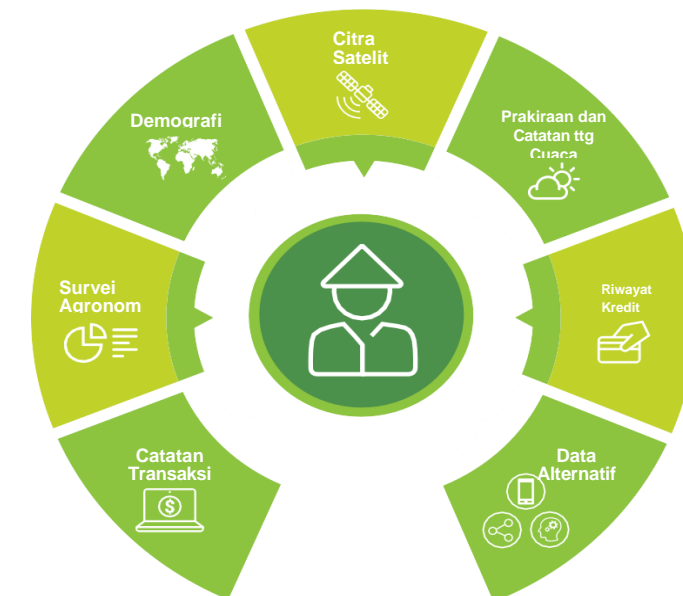 Citra
Satelit
Demografi
Prakiraan dan
Catatan ttg
Cuaca
Survei
Agronom
Riwayat
Kredit
Catatan
Transaksi
Data
Alternatif
$